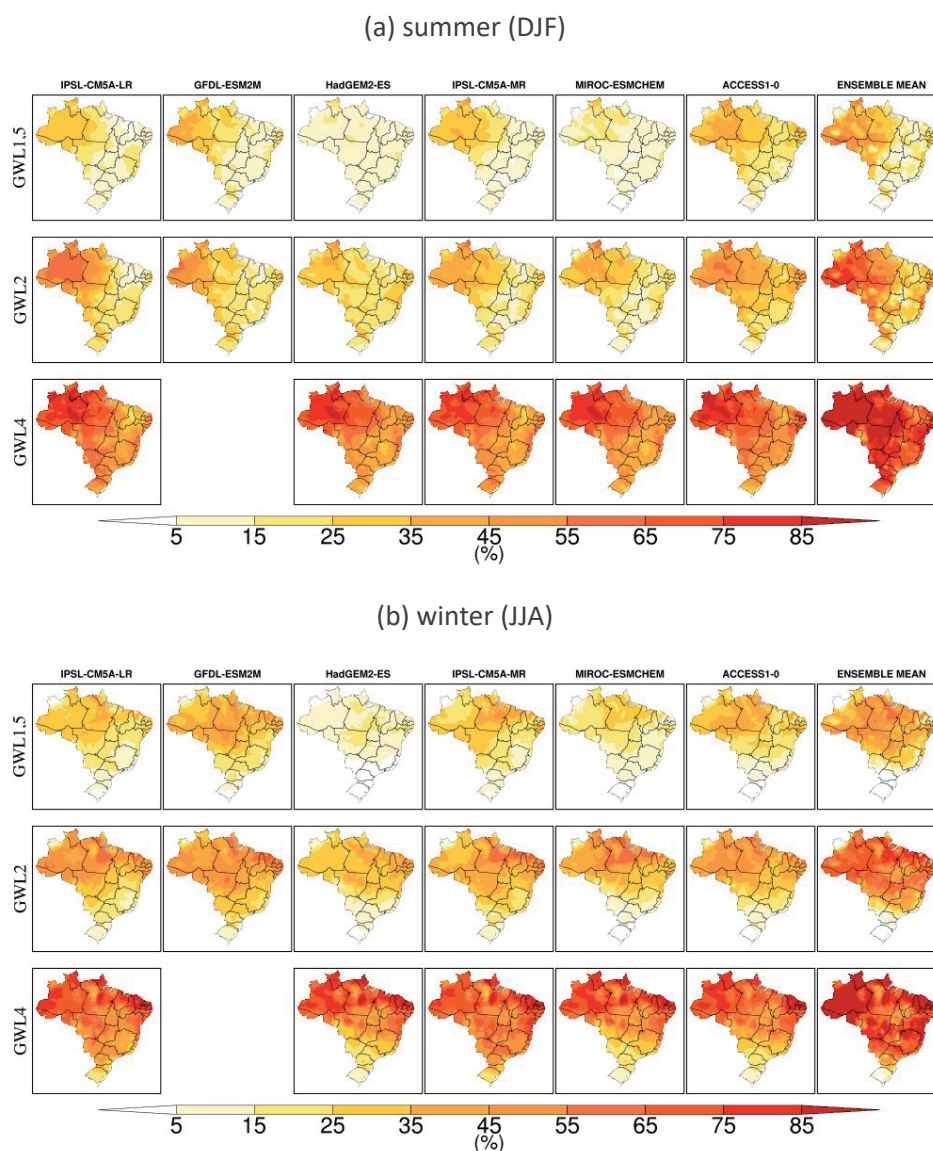 (a) summer (DJF)
IPSL-CM5A-LR GFDL-ESM2M HadGEM2-ES IPSL-CM5A-MR MIROC-ESMCHEM ACCESS1-0 ENSEMBLE MEAN
GWL1.5
GWL2
GWL4
5 15 25 35 45 55 65 75 85
(%)
(b) winter (JJA)
IPSL-CM5A-LR GFDL-ESM2M HadGEM2-ES IPSL-CM5A-MR MIROC-ESMCHEM ACCESS1-0 ENSEMBLE MEAN
GWL1.5
GWL2
GWL4
5 15 25 35 45 55 65 75 85
(%)